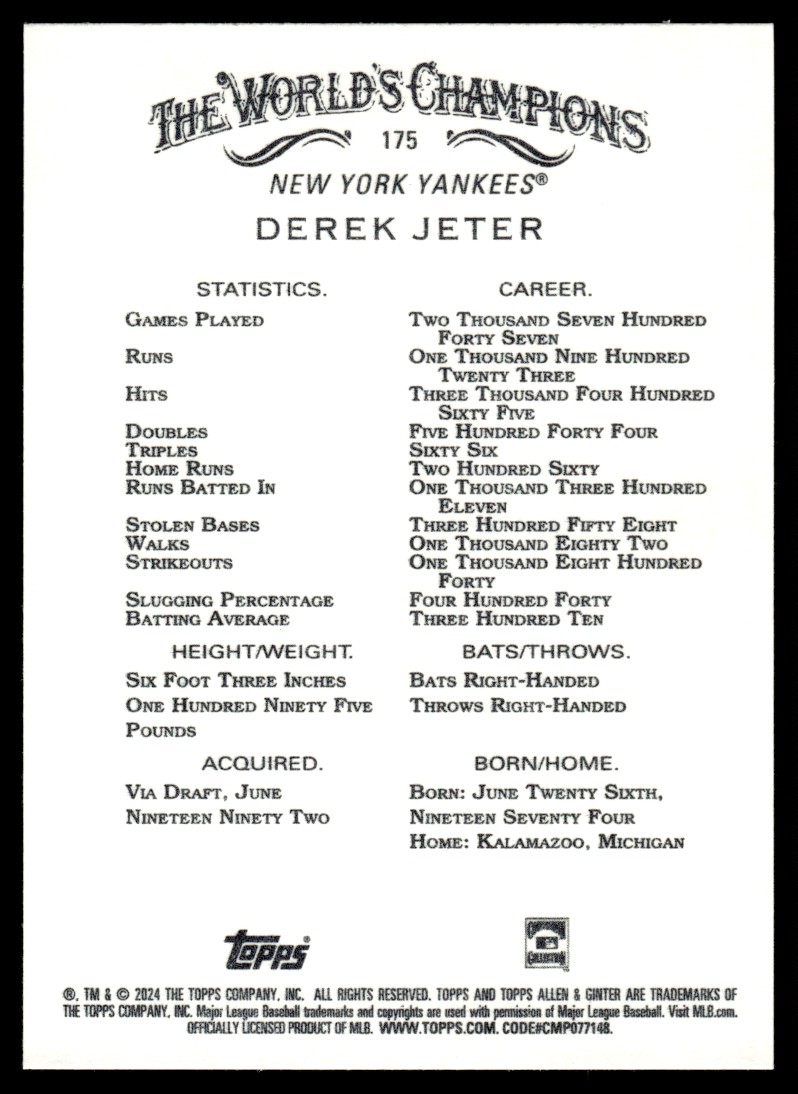 THE WORLD'S CHAMPIONS
175
NEW YORK YANKEES®
DEREK JETER
STATISTICS. CAREER.
GAMES PLAYED TWO THOUSAND SEVEN HUNDRED
FORTY SEVEN
RUNS ONE THOUSAND NINE HUNDRED
TWENTY THREE
HITS THREE THOUSAND FOUR HUNDRED
SIXTY FIVE
DOUBLES FIVE HUNDRED FORTY FOUR
TRIPLES SIXTY SIX
HOME RUNS TWO HUNDRED SIXTY
RUNS BATTED IN ONE THOUSAND THREE HUNDRED
ELEVEN
STOLEN BASES THREE HUNDRED FIFTY EIGHT
WALKS ONE THOUSAND EIGHTY TWO
STRIKEOUTS ONE THOUSAND EIGHT HUNDRED
FORTY
SLUGGING PERCENTAGE FOUR HUNDRED FORTY
BATTING AVERAGE THREE HUNDRED TEN
HEIGHT/WEIGHT. BATS/THROWS.
SIX FOOT THREE INCHES BATS RIGHT-HANDED
ONE HUNDRED NINETY FIVE THROWS RIGHT-HANDED
POUNDS
ACQUIRED. BORN/HOME.
VIA DRAFT, JUNE BORN: JUNE TWENTY SIXTH,
NINETEEN NINETY TWO NINETEEN SEVENTY FOUR
HOME: KALAMAZOO, MICHIGAN
topps®
COOPERSTOWN
COLLECTION
®, TM & © 2024 THE TOPPS COMPANY, INC. ALL RIGHTS RESERVED. TOPPS AND TOPPS ALLEN & GINTER ARE TRADEMARKS OF
THE TOPPS COMPANY, INC. Major League Baseball trademarks and copyrights are used with permission of Major League Baseball. Visit MLB.com.
OFFICIALLY LICENSED PRODUCT OF MLB. WWW.TOPPS.COM. CODE#CMP077148.